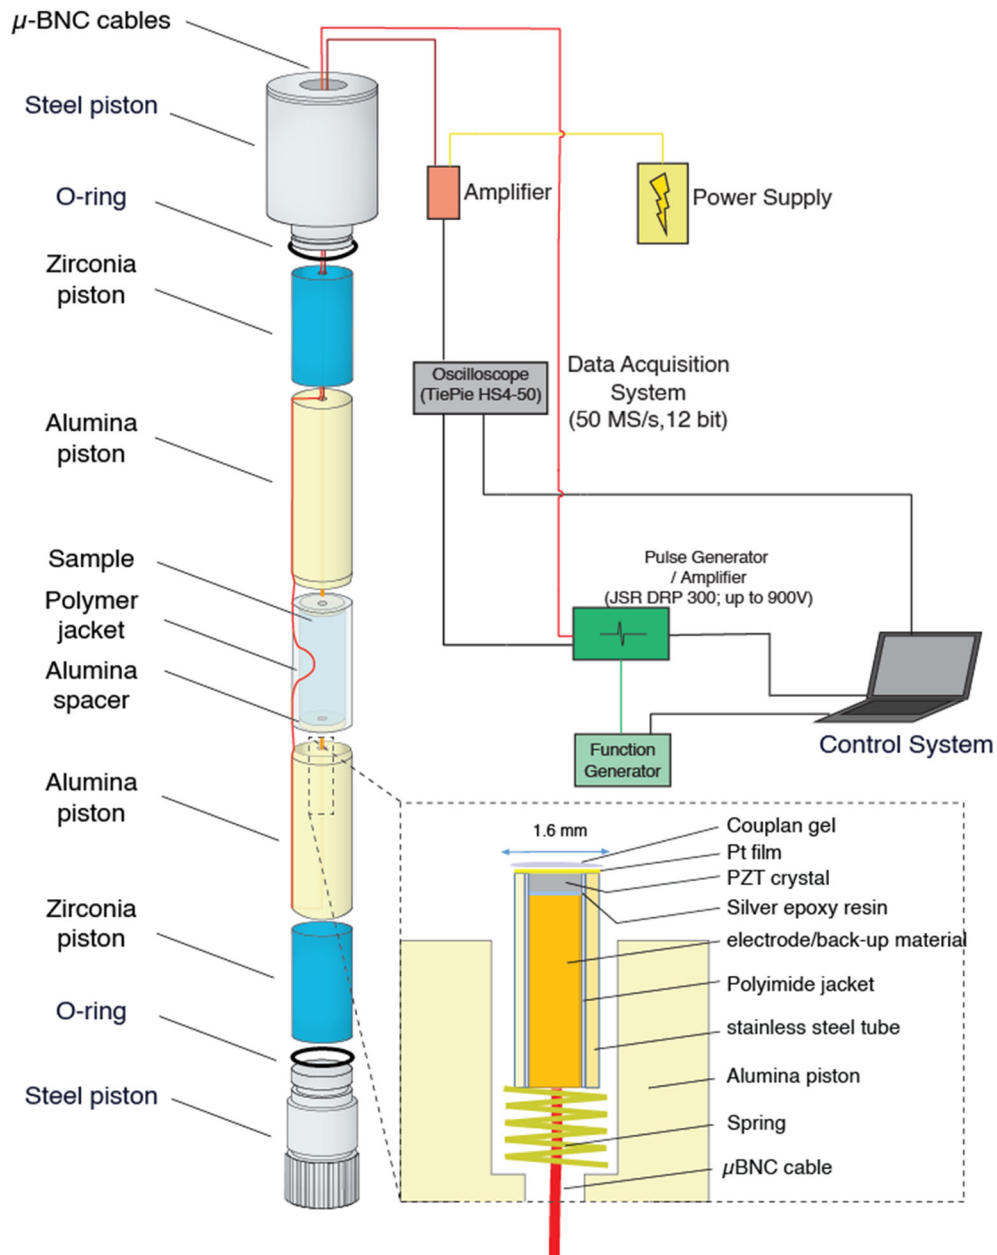 μ-BNC cables
Steel piston
O-ring
Zirconia
piston
Alumina
piston
Sample
Polymer
jacket
Alumina
spacer
Alumina
piston
Zirconia
piston
O-ring
Steel piston
Amplifier
Power Supply
Oscilloscope
(TiePie HS4-50)
Data Acquisition
System
(50 MS/s,12 bit)
Pulse Generator
/ Amplifier
(JSR DRP 300; up to 900V)
Function
Generator
Control System
1.6 mm
Couplan gel
Pt film
PZT crystal
Silver epoxy resin
electrode/back-up material
Polyimide jacket
stainless steel tube
Alumina piston
Spring
μBNC cable